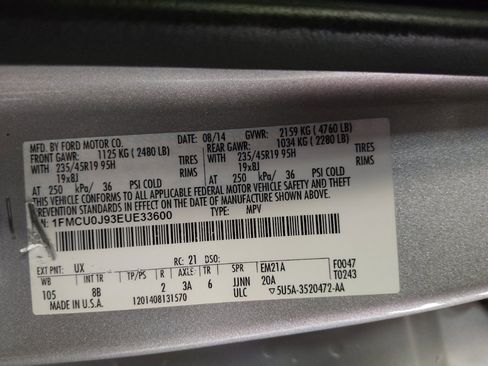 MFD. BY FORD MOTOR CO.
DATE: 08/14 GVWR: 2159 KG (4760 LB)
FRONT GAWR: 1125 KG (2480 LB) REAR GAWR: 1034 KG (2280 LB)
WITH 235/45R19 95H TIRES WITH 235/45R19 95H TIRES
19x8J RIMS 19x8J RIMS
AT 250 kPa/ 36 PSI COLD AT 250 kPa/ 36 PSI COLD
THIS VEHICLE CONFORMS TO ALL APPLICABLE FEDERAL MOTOR VEHICLE SAFETY AND THEFT
PREVENTION STANDARDS IN EFFECT ON THE DATE OF MANUFACTURE SHOWN ABOVE.
1FMCU0J93EUE33600 TYPE: MPV
EXT PNT: UX RC: 21 DSO:
WB INT TR TP/PS R AXLE TR SPR EM21A F0047
105 8B 2 3A 6 JJNN 20A T0243
MADE IN U.S.A. 1201408131570 ULC ▽5U5A-3520472-AA